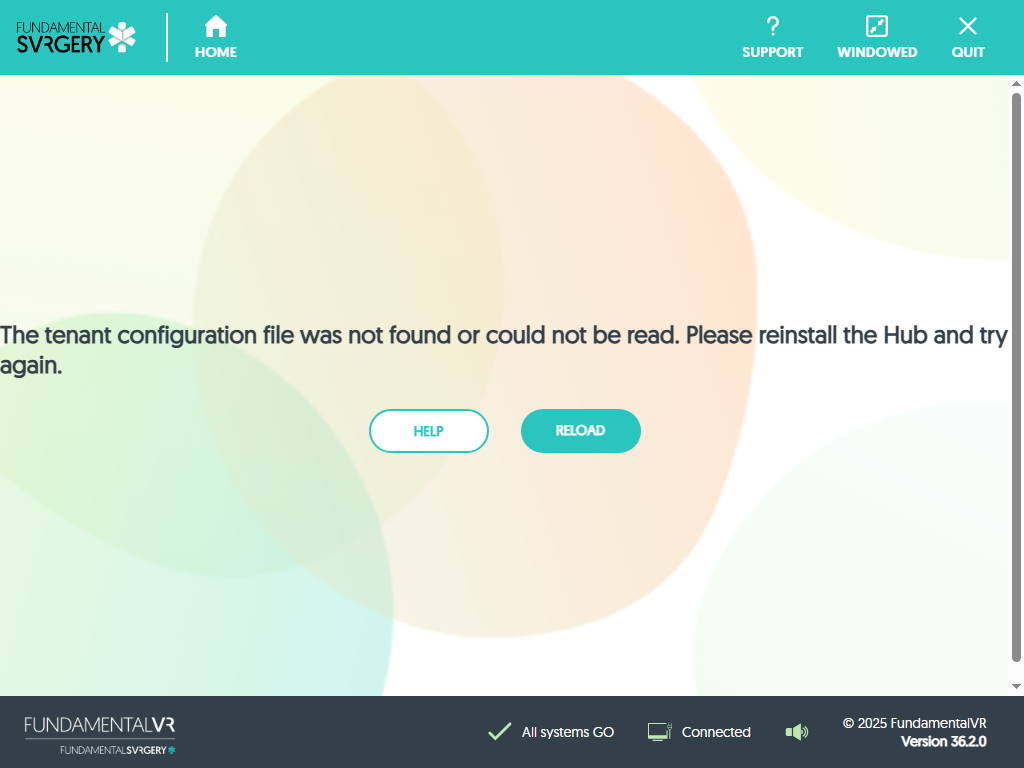 FUNDAMENTAL
SVRGERY
HOME
SUPPORT
WINDOWED
QUIT
The tenant configuration file was not found or could not be read. Please reinstall the Hub and try
again.
HELP
RELOAD
FUNDAMENTALVR
FUNDAMENTALSVRGERY
All systems GO
Connected
© 2025 FundamentalVR
Version 36.2.0